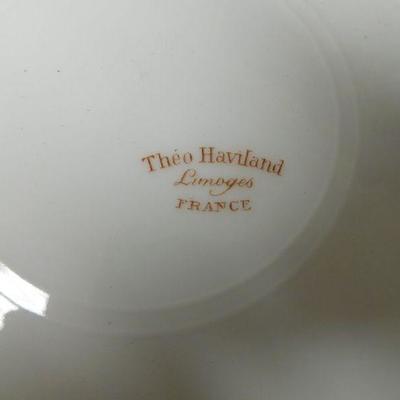 Théo Haviland
Limoges
FRANCE